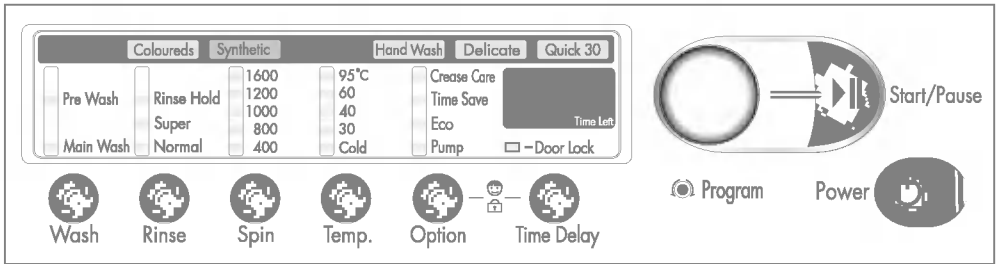 Coloureds Synthetic Hand Wash Delicate Quick 30
1600 95°C Crease Care
Pre Wash Rinse Hold 1200 60 Time Save
1000 40
Super 800 30 Eco Time Left
Main Wash Normal 400 Cold Pump -Door Lock
Start/Pause
Program Power
Wash Rinse Spin Temp. Option Time Delay